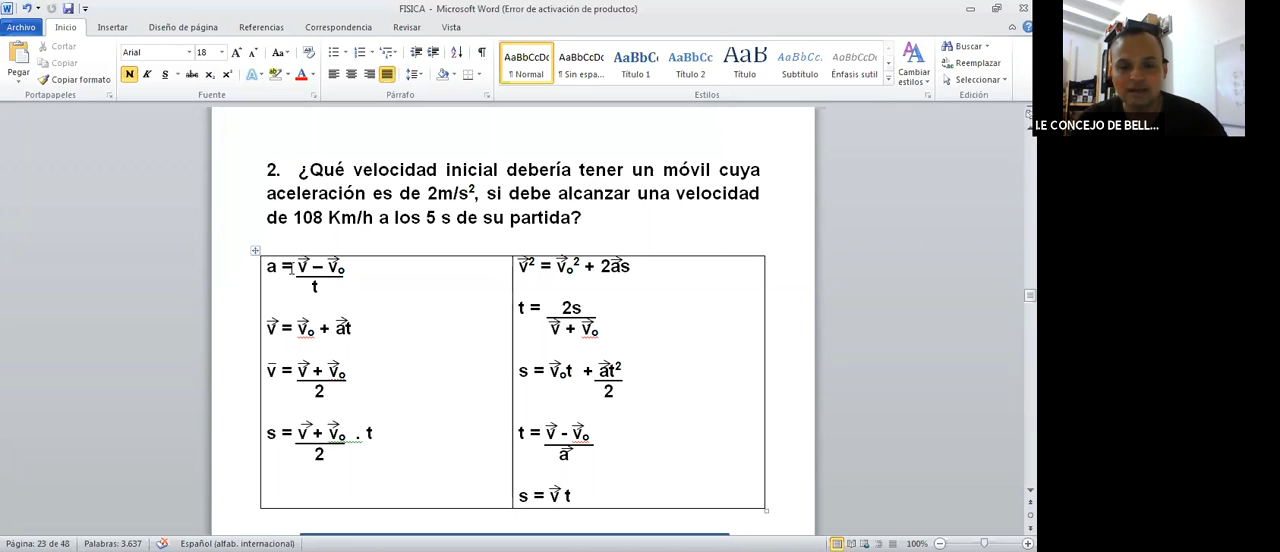 FISICA - Microsoft Word (Error de activación de productos)
Archivo Inicio Insertar Diseño de página Referencias Correspondencia Revisar Vista
Cortar
Copiar
Copiar formato
Pegar
Arial 18
N K S abc x₂ x² A
AaBbCcDc AaBbCcDc AaBbC AaBbCc AaB AaBbCc. AaBbCcDc
¶ Normal ¶ Sin espa... Título 1 Título 2 Título Subtítulo Énfasis sutil
Cambiar estilos
Buscar
Reemplazar
Seleccionar
Portapapeles Fuente Párrafo Estilos Edición
I.E CONCEJO DE BELL...
2. ¿Qué velocidad inicial debería tener un móvil cuya
aceleración es de 2m/s², si debe alcanzar una velocidad
de 108 Km/h a los 5 s de su partida?
a = v⃗ – v⃗₀
t
v⃗ = v⃗₀ + a⃗t
v̅ = v⃗ + v⃗₀
2
s = v⃗ + v⃗₀ . t
2
v⃗² = v⃗₀² + 2a⃗s
t = 2s
v⃗ + v⃗₀
s = v⃗₀t + a⃗t²
2
t = v⃗ - v⃗₀
a⃗
s = v⃗ t
Página: 23 de 48 Palabras: 3.637 Español (alfab. internacional) 100%